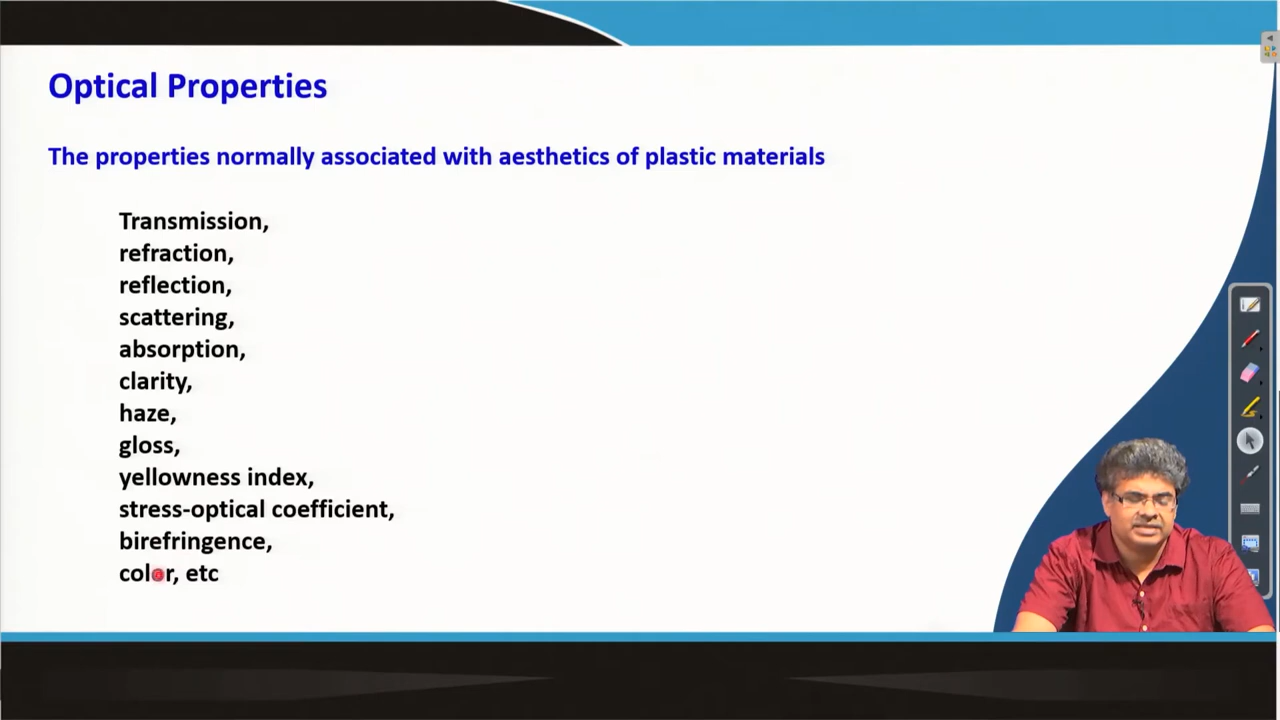 Optical Properties
The properties normally associated with aesthetics of plastic materials
Transmission,
refraction,
reflection,
scattering,
absorption,
clarity,
haze,
gloss,
yellowness index,
stress-optical coefficient,
birefringence,
color, etc